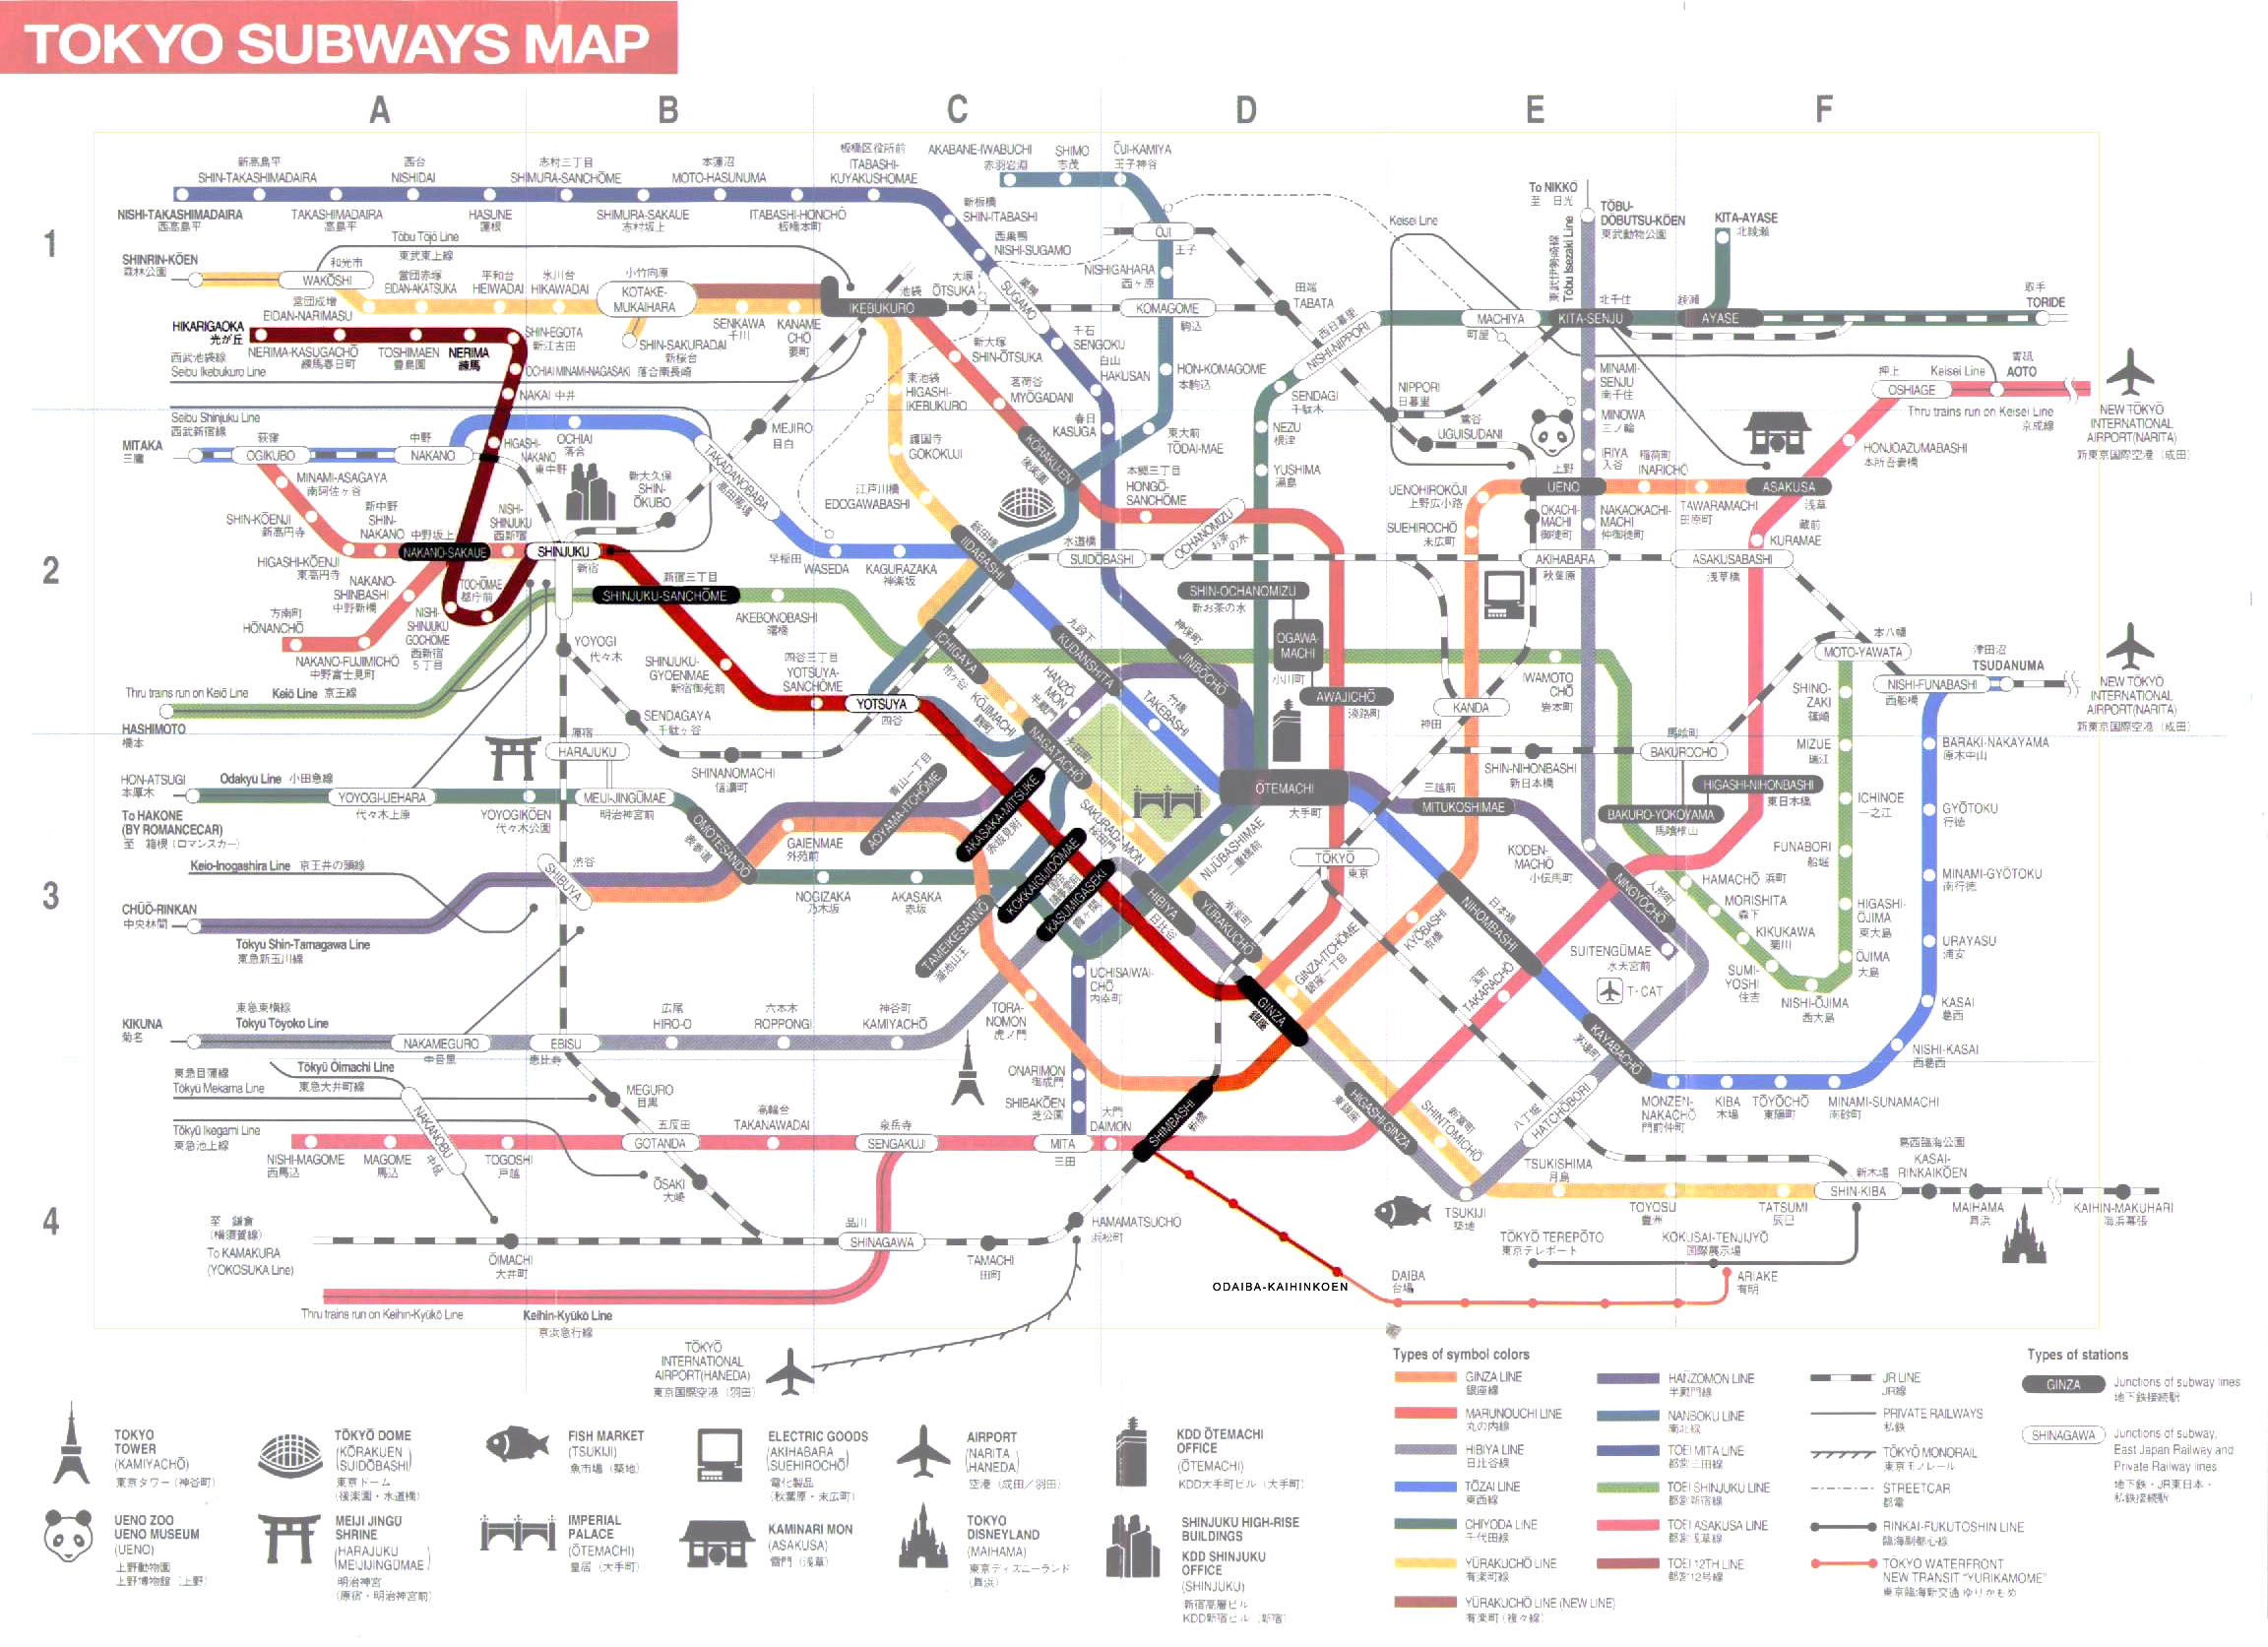 TOKYO SUBWAYS MAP
A B C D E F
新高島平
SHIN-TAKASHIMADAIRA
西台
NISHIDAI
志村三丁目
SHIMURA-SANCHŌME
本蓮沼
MOTO-HASUNUMA
板橋区役所前
ITABASHI-
KUYAKUSHOMAE
AKABANE-IWABUCHI
赤羽岩淵
SHIMO
志茂
ŌJI-KAMIYA
王子神谷
NISHI-TAKASHIMADAIRA
西高島平
TAKASHIMADAIRA
高島平
HASUNE
蓮根
SHIMURA-SAKAUE
志村坂上
ITABASHI-HONCHŌ
板橋本町
新板橋
SHIN-ITABASHI
西巣鴨
NISHI-SUGAMO
To NIKKŌ
至 日光
TŌBU-
DŌBUTSU-KŌEN
東武動物公園
KITA-AYASE
北綾瀬
Keisei Line
ŌJI
王子
東武伊勢崎線
Tōbu Isezaki Line
1
Tōbu Tōjō Line
東武東上線
SHINRIN-KŌEN
森林公園
和光市
WAKŌSHI
営団赤塚
EIDAN-AKATSUKA
平和台
HEIWADAI
氷川台
HIKAWADAI
小竹向原
KOTAKE-
MUKAIHARA
営団成増
EIDAN-NARIMASU
SENKAWA
千川
KANAME
CHŌ
要町
池袋
IKEBUKURO
大塚
ŌTSUKA
巣鴨
SUGAMO
NISHIGAHARA
西ヶ原
KOMAGOME
駒込
田端
TABATA
西日暮里
NISHI-NIPPORI
MACHIYA
町屋
北千住
KITA-SENJU
綾瀬
AYASE
取手
TORIDE
HIKARIGAOKA
光が丘
NERIMA-KASUGACHŌ
練馬春日町
TOSHIMAEN
豊島園
NERIMA
練馬
SHIN-EGOTA
新江古田
SHIN-SAKURADAI
新桜台
西武池袋線
Seibu Ikebukuro Line
OCHIAI MINAMI-NAGASAKI 落合南長崎
NAKAI 中井
新大塚
SHIN-ŌTSUKA
千石
SENGOKU
白山
HAKUSAN
HON-KOMAGOME
本駒込
東池袋
HIGASHI-
IKEBUKURO
茗荷谷
MYŌGADANI
SENDAGI
千駄木
NIPPORI
日暮里
MINAMI-
SENJU
南千住
押上
OSHIAGE
Keisei Line
青砥
AOTO
Thru trains run on Keisei Line
京成線
NEW TŌKYŌ
INTERNATIONAL
AIRPORT(NARITA)
新東京国際空港（成田）
Seibu Shinjuku Line
西武新宿線
MITAKA
三鷹
荻窪
OGIKUBO
中野
NAKANO
HIGASHI-
NAKANO
東中野
OCHIAI
落合
MEJIRO
目白
TAKADANOBABA
高田馬場
護国寺
GOKOKUJI
春日
KASUGA
KŌRAKU-EN
後楽園
東大前
TŌDAI-MAE
NEZU
根津
YUSHIMA
湯島
鶯谷
UGUISUDANI
MINOWA
三ノ輪
IRIYA
入谷
稲荷町
INARICHŌ
上野
UENO
TAWARAMACHI
田原町
ASAKUSA
浅草
HONJOAZUMABASHI
本所吾妻橋
MINAMI-ASAGAYA
南阿佐ヶ谷
SHIN-KŌENJI
新高円寺
新中野
SHIN-
NAKANO
中野坂上
NAKANO-SAKAUE
NISHI-
SHINJUKU
西新宿
新大久保
SHIN-
ŌKUBO
江戸川橋
EDOGAWABASHI
本郷三丁目
HONGŌ-
SANCHŌME
UENOHIROKŌJI
上野広小路
SUEHIROCHŌ
末広町
OKACHI-
MACHI
御徒町
NAKAOKACHI-
MACHI
仲御徒町
蔵前
KURAMAE
2
HIGASHI-KŌENJI
東高円寺
NAKANO-
SHINBASHI
中野新橋
TOCHŌMAE
都庁前
SHINJUKU
新宿
早稲田
WASEDA
KAGURAZAKA
神楽坂
飯田橋
IIDABASHI
水道橋
SUIDŌBASHI
OCHANOMIZU
お茶の水
AKIHABARA
秋葉原
ASAKUSABASHI
浅草橋
方南町
HŌNANCHŌ
NAKANO-FUJIMICHŌ
中野富士見町
NISHI-
SHINJUKU
GOCHŌME
西新宿
5丁目
新宿三丁目
SHINJUKU-SANCHŌME
AKEBONOBASHI
曙橋
SHIN-OCHANOMIZU
新お茶の水
OGAWA-
MACHI
小川町
AWAJICHŌ
淡路町
YOYOGI
代々木
SHINJUKU-
GYOENMAE
新宿御苑前
四谷三丁目
YOTSUYA-
SANCHŌME
YOTSUYA
四谷
ICHIGAYA
市ヶ谷
九段下
KUDANSHITA
神保町
JINBŌCHŌ
KŌJIMACHI
麹町
HANZŌ-
MON
半蔵門
竹橋
TAKEBASHI
KANDA
神田
IWAMOTO
CHŌ
岩本町
本八幡
MOTO-YAWATA
津田沼
TSUDANUMA
NISHI-FUNABASHI
西船橋
SHINO-
ZAKI
篠崎
NEW TŌKYŌ
INTERNATIONAL
AIRPORT(NARITA)
新東京国際空港（成田）
Thru trains run on Keiō Line
Keiō Line 京王線
HASHIMOTO
橋本
SENDAGAYA
千駄ヶ谷
原宿
HARAJUKU
SHINANOMACHI
信濃町
NAGATACHŌ
永田町
馬喰町
BAKUROCHO
SHIN-NIHONBASHI
新日本橋
HIGASHI-NIHONBASHI
東日本橋
BAKURO-YOKOYAMA
馬喰横山
MIZUE
瑞江
BARAKI-NAKAYAMA
原木中山
HON-ATSUGI
本厚木
Odakyū Line 小田急線
YOYOGI-UEHARA
代々木上原
YOYOGIKŌEN
代々木公園
MEIJI-JINGŪMAE
明治神宮前
OMOTESANDŌ
表参道
青山一丁目
AOYAMA-ITCHŌME
AKASAKA-MITSUKE
赤坂見附
SAKURADA-MON
桜田門
ŌTEMACHI
大手町
三越前
MITUKOSHIMAE
ICHINOE
一之江
GYŌTOKU
行徳
To HAKONE
(BY ROMANCECAR)
至 箱根（ロマンスカー）
GAIENMAE
外苑前
KOKKAIGIJIDŌMAE
国会議事堂前
KASUMIGASEKI
霞ヶ関
NIJŪBASHIMAE
二重橋前
TŌKYŌ
東京
KODEN-
MACHŌ
小伝馬町
FUNABORI
船堀
3
Keio-Inogashira Line 京王井の頭線
渋谷
SHIBUYA
NOGIZAKA
乃木坂
AKASAKA
赤坂
HIBIYA
日比谷
有楽町
YŪRAKUCHŌ
日本橋
NIHOMBASHI
NINGYŌCHŌ
人形町
HAMACHŌ 浜町
MINAMI-GYŌTOKU
南行徳
MORISHITA
森下
KIKUKAWA
菊川
HIGASHI-
ŌJIMA
東大島
CHŪŌ-RINKAN
中央林間
Tōkyu Shin-Tamagawa Line
東急新玉川線
TAMEIKESANNŌ
溜池山王
KYŌBASHI
京橋
SUITENGŪMAE
水天宮前
SUMI-
YOSHI
住吉
ŌJIMA
大島
URAYASU
浦安
UCHISAIWAI-
CHŌ
内幸町
GINZA-ITCHŌME
銀座一丁目
宝町
TAKARACHŌ
T·CAT
NISHI-ŌJIMA
西大島
KASAI
葛西
KIKUNA
菊名
東急東横線
Tōkyū Tōyoko Line
広尾
HIRO-O
六本木
ROPPONGI
神谷町
KAMIYACHŌ
TORA-
NOMON
虎ノ門
GINZA
銀座
KAYABACHŌ
茅場町
NAKAMEGURO
中目黒
EBISU
恵比寿
NISHI-KASAI
西葛西
東急目蒲線
Tōkyū Mekama Line
Tōkyū Ōimachi Line
東急大井町線
MEGURO
目黒
ONARIMON
御成門
SHIBAKŌEN
芝公園
HATCHŌBORI
八丁堀
MONZEN-
NAKACHŌ
門前仲町
KIBA
木場
TŌYŌCHŌ
東陽町
MINAMI-SUNAMACHI
南砂町
Tōkyū Ikegami Line
東急池上線
NAKANOBU
中延
五反田
GOTANDA
高輪台
TAKANAWADAI
泉岳寺
SENGAKUJI
MITA
三田
大門
DAIMON
SHIMBASHI
新橋
HIGASHI-GINZA
東銀座
新富町
SHINTOMICHŌ
NISHI-MAGOME
西馬込
MAGOME
馬込
TOGOSHI
戸越
ŌSAKI
大崎
TSUKISHIMA
月島
葛西臨海公園
KASAI-
RINKAIKŌEN
新木場
SHIN-KIBA
4
至 鎌倉
（横須賀線）
To KAMAKURA
(YOKOSUKA Line)
ŌIMACHI
大井町
品川
SHINAGAWA
TAMACHI
田町
HAMAMATSUCHŌ
浜松町
TSUKIJI
築地
TOYOSU
豊洲
TATSUMI
辰巳
MAIHAMA
舞浜
KAIHIN-MAKUHARI
海浜幕張
TŌKYŌ TEREPŌTO
東京テレポート
KOKUSAI-TENJIJYŌ
国際展示場
ODAIBA-KAIHINKOEN
DAIBA
台場
ARIAKE
有明
Thru trains run on Keihin-Kyūkō Line
Keihin-Kyūko Line
京浜急行線
TŌKYŌ
INTERNATIONAL
AIRPORT(HANEDA)
東京国際空港（羽田）
Types of symbol colors
GINZA LINE
銀座線
MARUNOUCHI LINE
丸の内線
HIBIYA LINE
日比谷線
TŌZAI LINE
東西線
CHIYODA LINE
千代田線
YŪRAKUCHŌ LINE
有楽町線
YŪRAKUCHŌ LINE (NEW LINE)
有楽町（複々線）
HANZOMON LINE
半蔵門線
NANBOKU LINE
南北線
TOEI MITA LINE
都営三田線
TOEI SHINJUKU LINE
都営新宿線
TOEI ASAKUSA LINE
都営浅草線
TOEI 12TH LINE
都営12号線
JR LINE
JR線
PRIVATE RAILWAYS
私鉄
TŌKYŌ MONORAIL
東京モノレール
STREETCAR
都電
RINKAI-FUKUTOSHIN LINE
臨海副都心線
TŌKYŌ WATERFRONT
NEW TRANSIT "YURIKAMOME"
東京臨海新交通 ゆりかもめ
Types of stations
GINZA
Junctions of subway lines.
地下鉄接続駅
SHINAGAWA
Junctions of subway,
East Japan Railway and
Private Railway lines.
地下鉄・JR東日本・
私鉄接続駅
TOKYO
TOWER
(KAMIYACHŌ)
東京タワー（神谷町）
TŌKYŌ DOME
(KŌRAKUEN
SUIDŌBASHI)
東京ドーム
（後楽園・水道橋）
FISH MARKET
(TSUKIJI)
魚市場（築地）
ELECTRIC GOODS
(AKIHABARA
SUEHIROCHŌ)
電化製品
（秋葉原・末広町）
AIRPORT
(NARITA
HANEDA)
空港（成田／羽田）
KDD ŌTEMACHI
OFFICE
(ŌTEMACHI)
KDD大手町ビル（大手町）
UENO ZOO
UENO MUSEUM
(UENO)
上野動物園
上野博物館（上野）
MEIJI JINGŪ
SHRINE
(HARAJUKU
MEIJIJINGŪMAE)
明治神宮
（原宿・明治神宮前）
IMPERIAL
PALACE
(ŌTEMACHI)
皇居（大手町）
KAMINARI MON
(ASAKUSA)
雷門（浅草）
TOKYO
DISNEYLAND
(MAIHAMA)
東京ディズニーランド
（舞浜）
SHINJUKU HIGH-RISE
BUILDINGS
KDD SHINJUKU
OFFICE
(SHINJUKU)
新宿高層ビル
KDD新宿ビル（新宿）